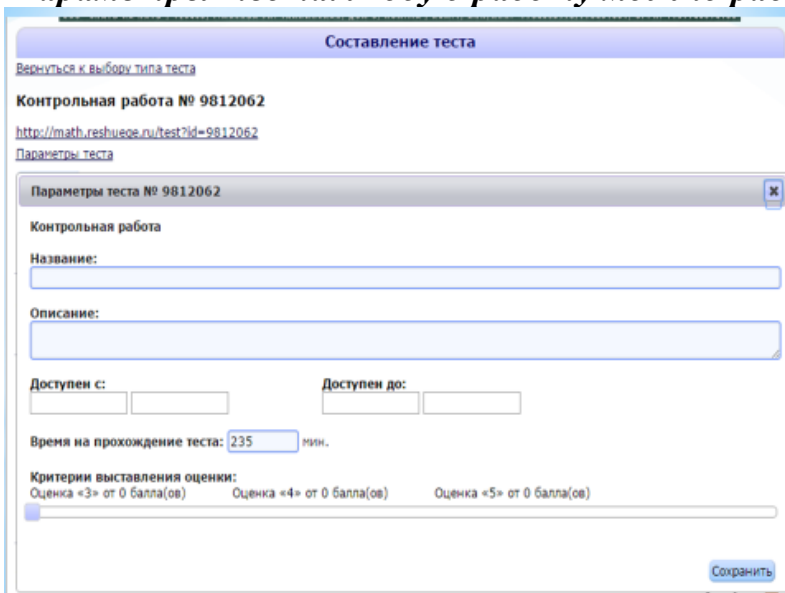 Составление теста
Вернуться к выбору типа теста
Контрольная работа № 9812062
http://math.reshuege.ru/test?id=9812062
Параметры теста
Параметры теста № 9812062
Контрольная работа
Название:
Описание:
Доступен с: Доступен до:
Время на прохождение теста: 235 мин.
Критерии выставления оценки:
Оценка «3» от 0 балла(ов) Оценка «4» от 0 балла(ов) Оценка «5» от 0 балла(ов)
Сохранить